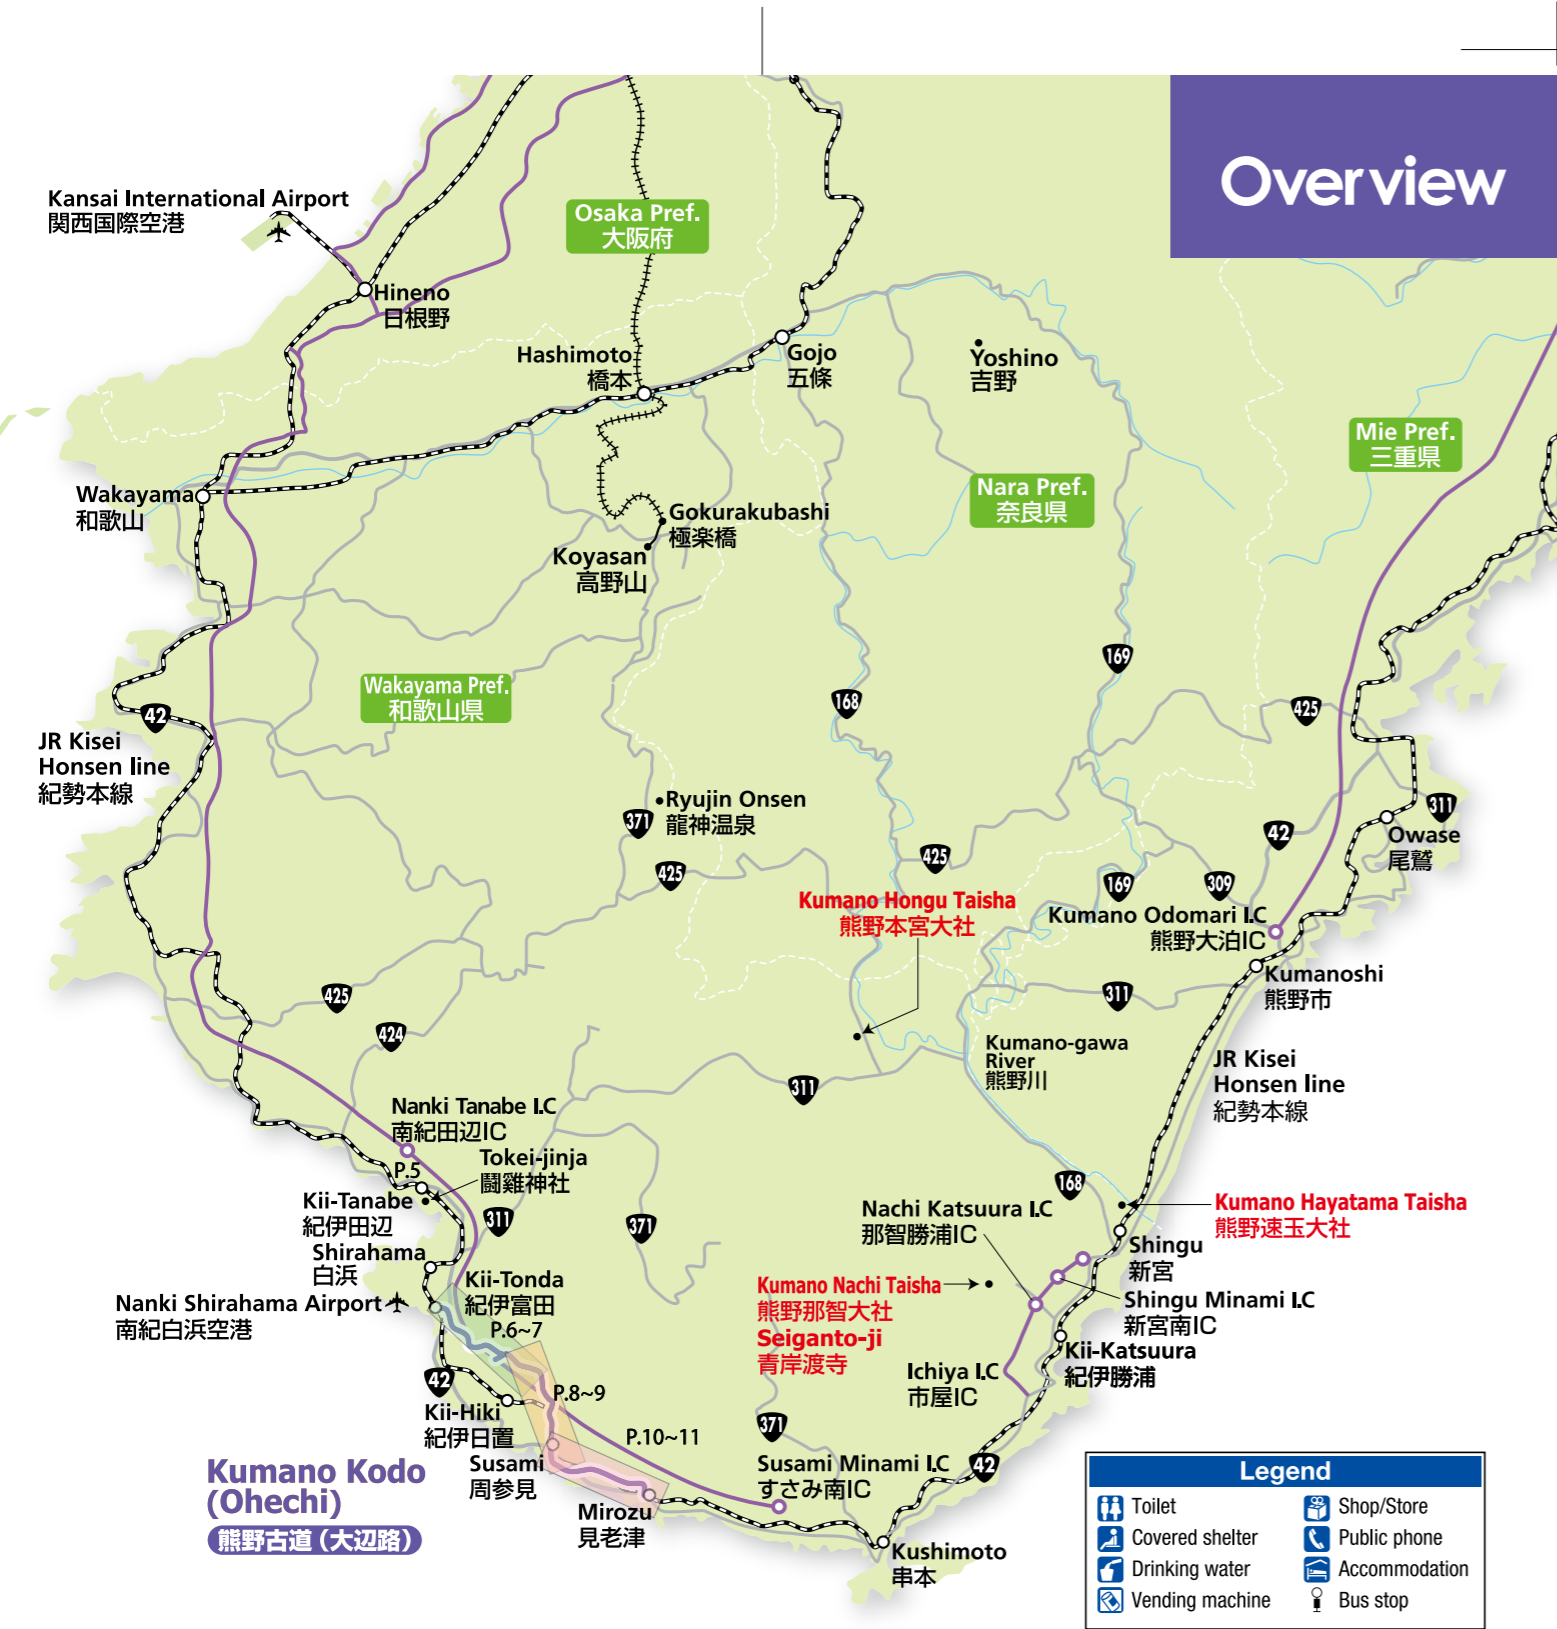 Overview
Kansai International Airport
関西国際空港
Osaka Pref.
大阪府
Hineno
日根野
Hashimoto
橋本
Gojo
五條
Yoshino
吉野
Mie Pref.
三重県
Wakayama
和歌山
Nara Pref.
奈良県
Gokurakubashi
極楽橋
Koyasan
高野山
169
Wakayama Pref.
和歌山県
168
425
42
JR Kisei
Honsen line
紀勢本線
Ryujin Onsen
龍神温泉
371
311
Owase
尾鷲
42
425
425
169
309
Kumano Hongu Taisha
熊野本宮大社
Kumano Odomari I.C
熊野大泊IC
Kumanoshi
熊野市
425
311
424
Kumano-gawa
River
熊野川
JR Kisei
Honsen line
紀勢本線
311
Nanki Tanabe I.C
南紀田辺IC
Tokei-jinja
鬪雞神社
P.5
Kii-Tanabe
紀伊田辺
168
Nachi Katsuura I.C
那智勝浦IC
Kumano Hayatama Taisha
熊野速玉大社
311
371
Shirahama
白浜
Shingu
新宮
Kii-Tonda
紀伊富田
Nanki Shirahama Airport
南紀白浜空港
Kumano Nachi Taisha
熊野那智大社
Seiganto-ji
青岸渡寺
Shingu Minami I.C
新宮南IC
P.6~7
Kii-Katsuura
紀伊勝浦
Ichiya I.C
市屋IC
42
P.8~9
Kii-Hiki
紀伊日置
371
P.10~11
Susami
周参見
Susami Minami I.C
すさみ南IC
42
Kumano Kodo
(Ohechi)
熊野古道（大辺路）
Mirozu
見老津
Kushimoto
串本
Legend
Toilet
Covered shelter
Drinking water
Vending machine
Shop/Store
Public phone
Accommodation
Bus stop